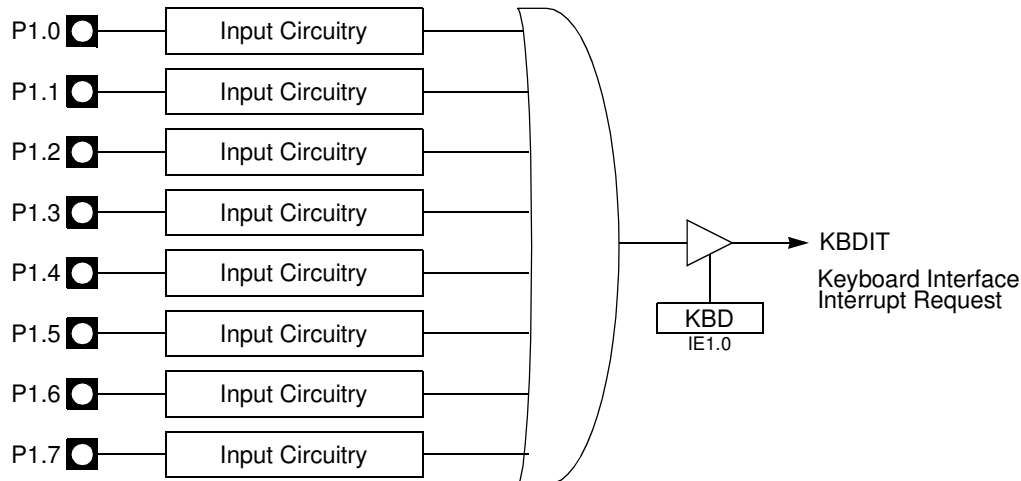 P1.0 Input Circuitry
P1.1 Input Circuitry
P1.2 Input Circuitry
P1.3 Input Circuitry
P1.4 Input Circuitry
P1.5 Input Circuitry
P1.6 Input Circuitry
P1.7 Input Circuitry
KBDIT
Keyboard Interface
Interrupt Request
KBD
IE1.0